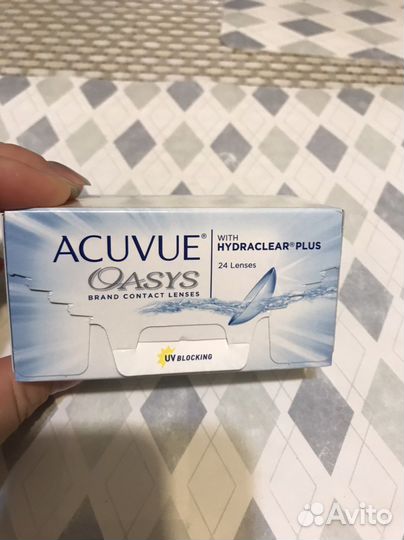 ACUVUE®
OASYS
BRAND CONTACT LENSES
WITH
HYDRACLEAR® PLUS
24 Lenses
UV BLOCKING
Avito